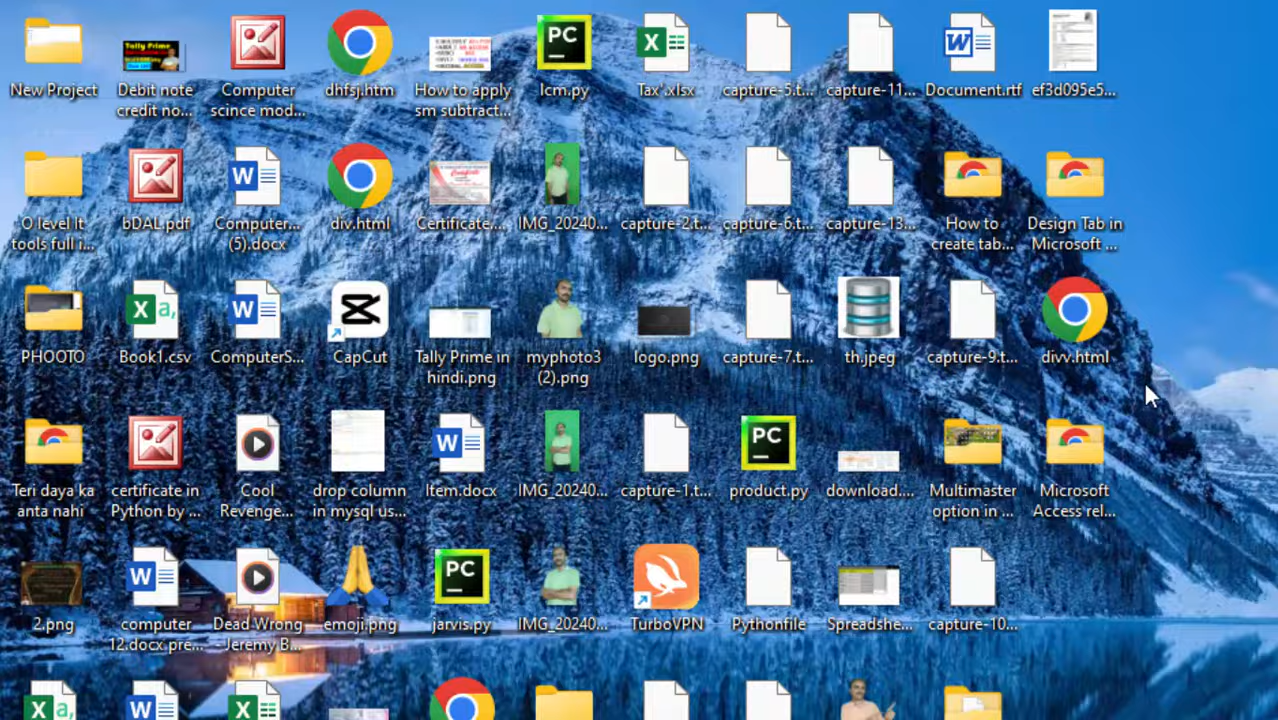 New Project
Debit note
credit no...
Computer
scince mod...
dhfsj.htm
How to apply
sm subtract...
lcm.py
Tax'.xlsx
capture-5.t...
capture-11...
Document.rtf
ef3d095e5...
O level It
tools full i...
bDAL.pdf
Computer...
(5).docx
div.html
Certificate....
IMG_20240...
capture-2.t...
capture-6.t...
capture-13...
How to
create tab...
Design Tab in
Microsoft ...
PHOOTO
Book1.csv
ComputerS...
CapCut
Tally Prime in
hindi.png
myphoto3
(2).png
logo.png
capture-7.t...
th.jpeg
capture-9.t...
divv.html
Teri daya ka
anta nahi
certificate in
Python by ...
Cool
Revenge...
drop column
in mysql us...
Item.docx
IMG_20240...
capture-1.t...
product.py
download....
Multimaster
option in ...
Microsoft
Access rel...
2.png
computer
12.docx pre...
Dead Wrong
- Jeremy B...
emoji.png
jarvis.py
IMG_20240...
TurboVPN
Pythonfile
Spreadshe...
capture-10...